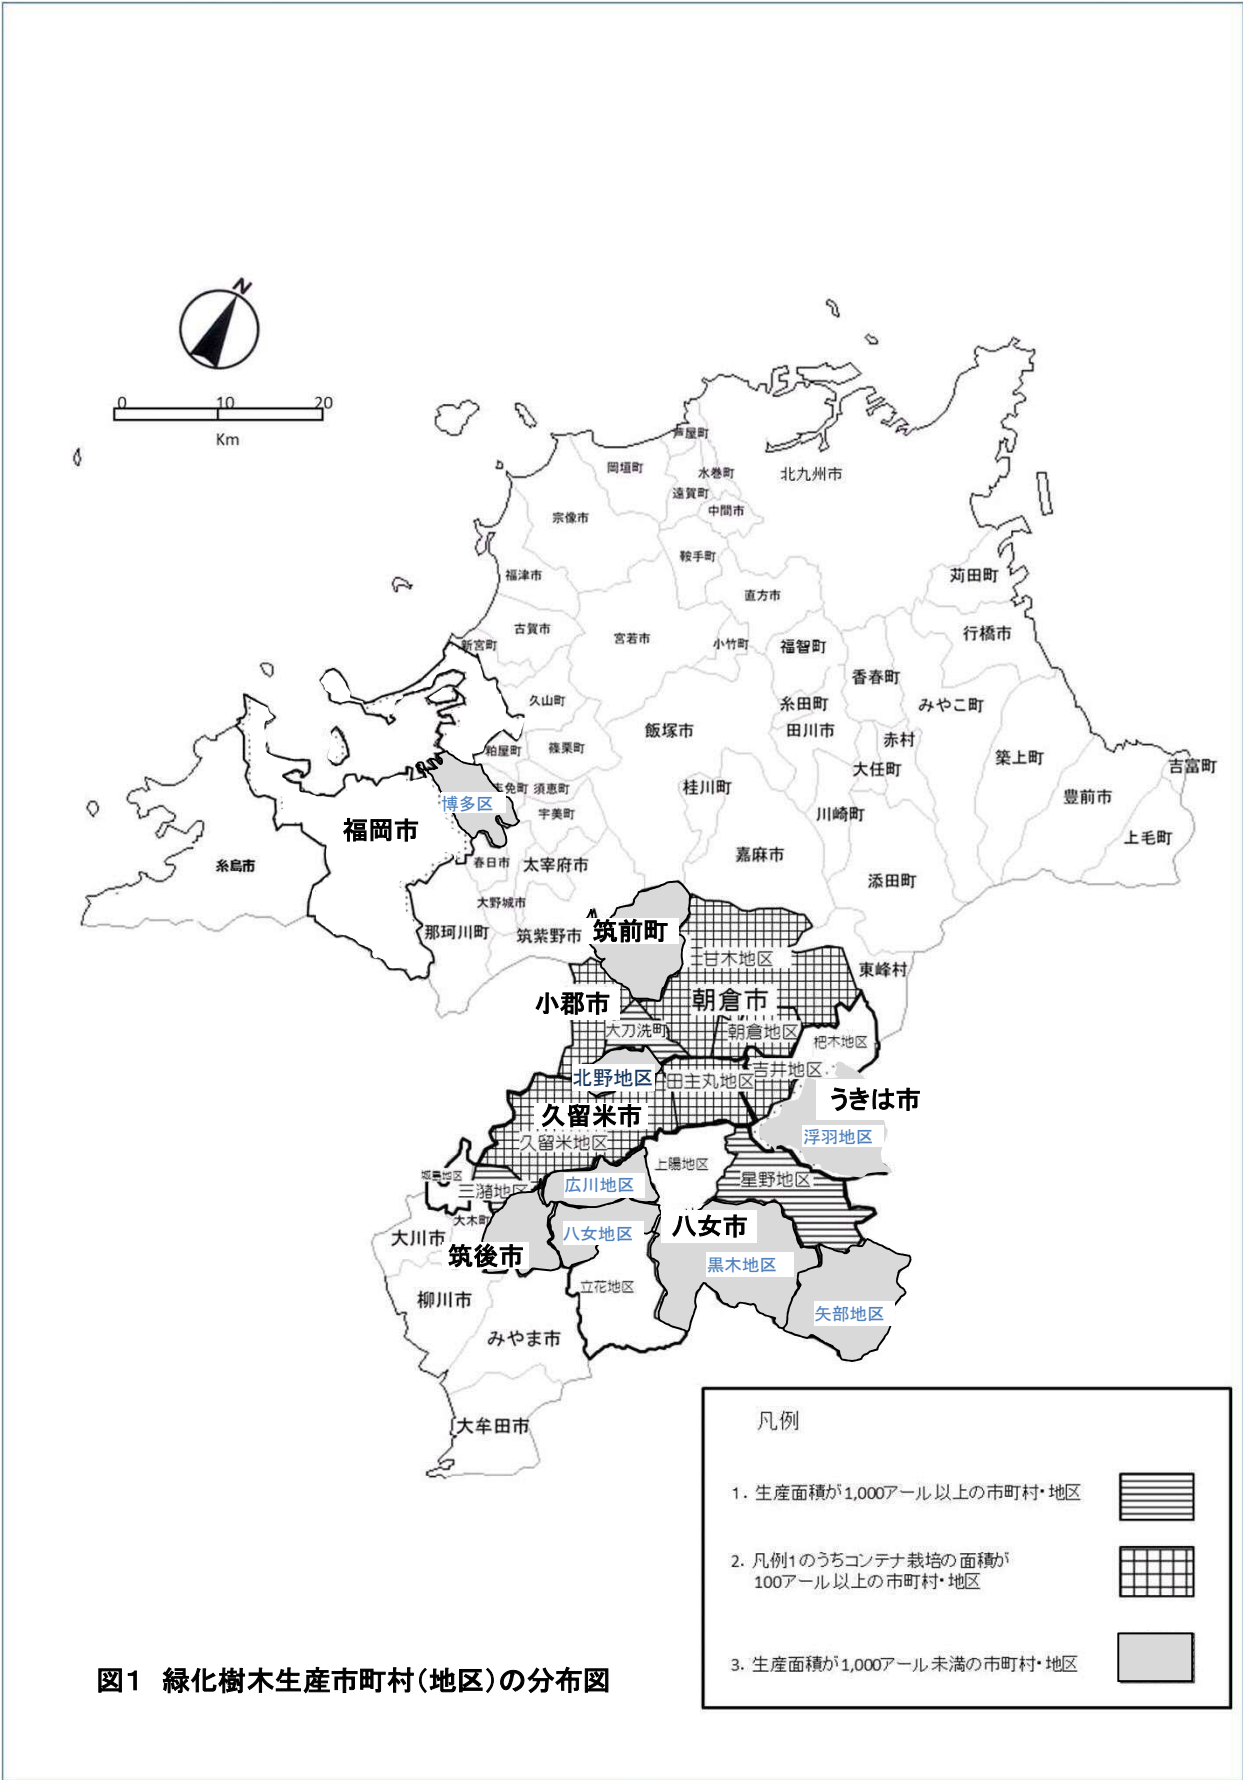 N
0 10 20
Km
芦屋町
岡垣町
水巻町
北九州市
遠賀町
中間市
宗像市
鞍手町
福津市
苅田町
直方市
古賀市
宮若市
小竹町
福智町
行橋市
新宮町
香春町
久山町
糸田町
みやこ町
飯塚市
田川市
赤村
粕屋町
篠栗町
築上町
吉富町
大任町
須恵町
桂川町
博多区
豊前市
宇美町
川崎町
福岡市
上毛町
糸島市
春日市
太宰府市
嘉麻市
添田町
大野城市
那珂川町
筑紫野市
筑前町
甘木地区
東峰村
小郡市
朝倉市
大刀洗町
朝倉地区
杷木地区
北野地区
田主丸地区
吉井地区
うきは市
久留米市
久留米地区
浮羽地区
上陽地区
城島地区
三潴地区
広川地区
星野地区
大木町
大川市
八女地区
八女市
筑後市
黒木地区
立花地区
柳川市
矢部地区
みやま市
大牟田市
凡例
1. 生産面積が1,000アール以上の市町村・地区
2. 凡例1のうちコンテナ栽培の面積が
100アール以上の市町村・地区
3. 生産面積が1,000アール未満の市町村・地区
図1 緑化樹木生産市町村(地区)の分布図